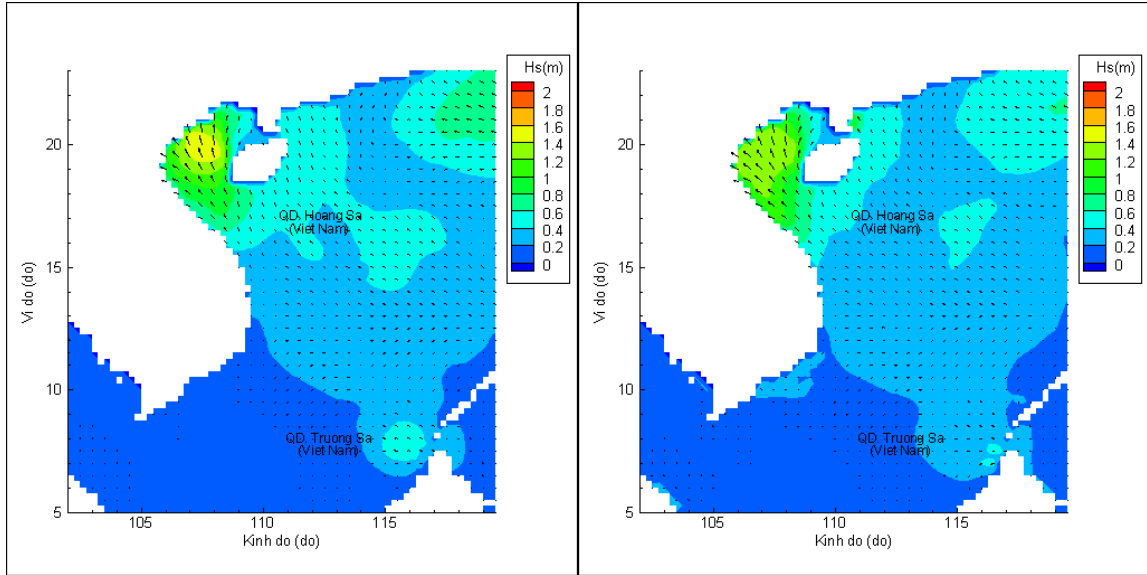 Hs(m)
2
1.8
1.6
1.4
1.2
1
0.8
0.6
0.4
0.2
0
20
15
10
5
Vi do (do)
QD. Hoang Sa
(Viet Nam)
QD. Truong Sa
(Viet Nam)
105
110
115
Kinh do (do)
Hs(m)
2
1.8
1.6
1.4
1.2
1
0.8
0.6
0.4
0.2
0
20
15
10
5
Vi do (do)
QD. Hoang Sa
(Viet Nam)
QD. Truong Sa
(Viet Nam)
105
110
115
Kinh do (do)